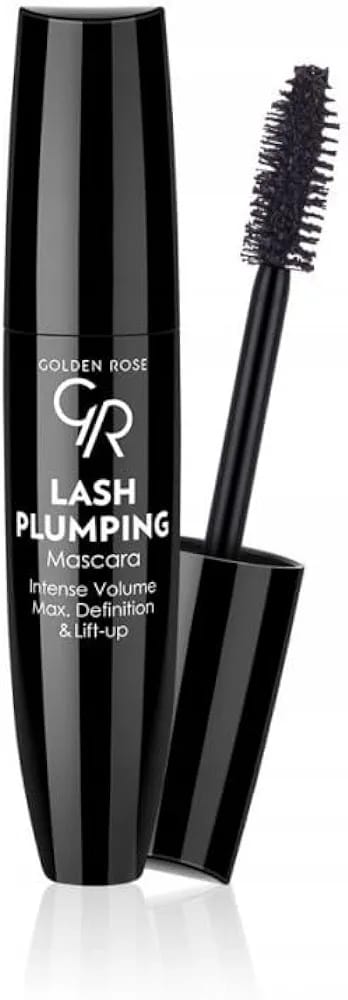 GOLDEN ROSE
GR
LASH
PLUMPING
Mascara
Intense Volume
Max. Definition
& Lift-up